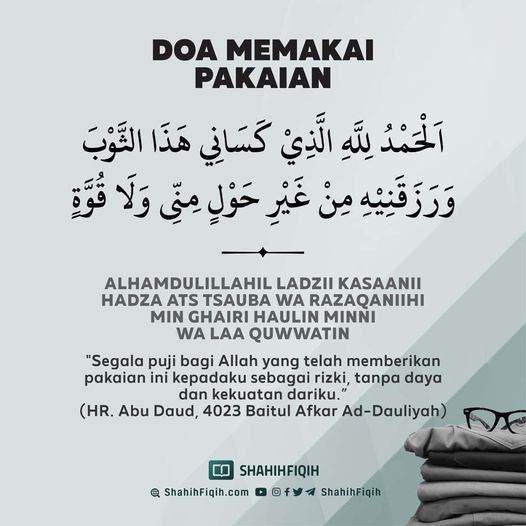 DOA MEMAKAI
PAKAIAN
اَلْحَمْدُ لِلَّهِ الَّذِيْ كَسَانِي هَذَا الثَّوْبَ
وَرَزَقَنِيْهِ مِنْ غَيْرِ حَوْلٍ مِنِّى وَلَا قُوَّةٍ
ALHAMDULILLAHIL LADZII KASAANII
HADZA ATS TSAUBA WA RAZAQANIIHI
MIN GHAIRI HAULIN MINNI
WA LAA QUWWATIN
"Segala puji bagi Allah yang telah memberikan
pakaian ini kepadaku sebagai rizki, tanpa daya
dan kekuatan dariku.”
(HR. Abu Daud, 4023 Baitul Afkar Ad-Dauliyah)
SHAHIHFIQIH
ShahihFiqih.com ShahihFiqih